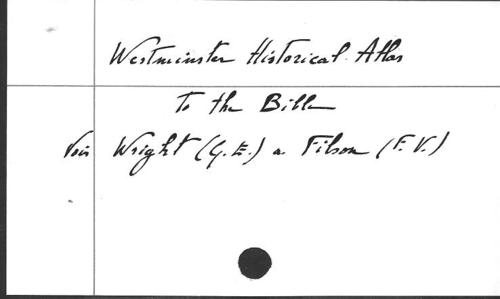 Westminster Historical Atlas
To the Bible
Voir Wright (G.E.) a. Filson (F.V.)